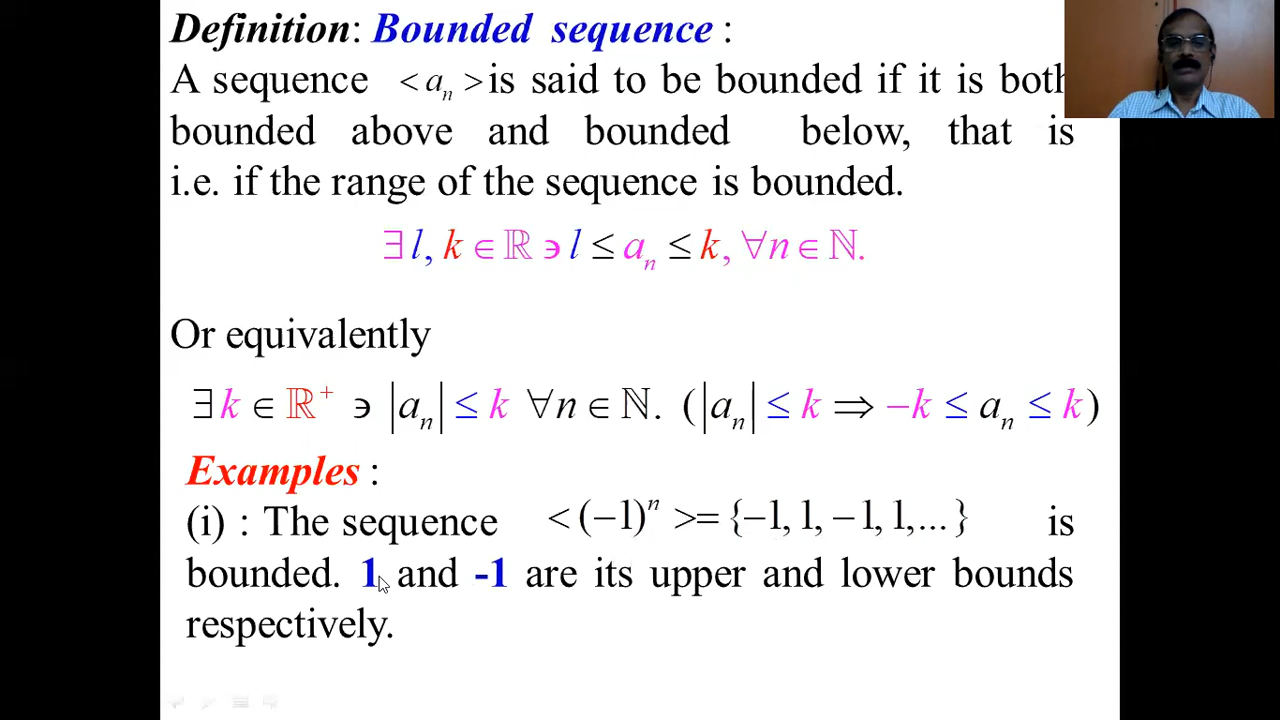 Definition: Bounded sequence :
A sequence < aₙ > is said to be bounded if it is both
bounded above and bounded below, that is
i.e. if the range of the sequence is bounded.
∃ l, k ∈ ℝ ∍ l ≤ aₙ ≤ k, ∀n ∈ ℕ.
Or equivalently
∃ k ∈ ℝ⁺ ∍ |aₙ| ≤ k ∀n ∈ ℕ. (|aₙ| ≤ k ⇒ −k ≤ aₙ ≤ k)
Examples :
(i) : The sequence < (−1)ⁿ >= {−1, 1, − 1, 1,...} is
bounded. 1 and -1 are its upper and lower bounds
respectively.